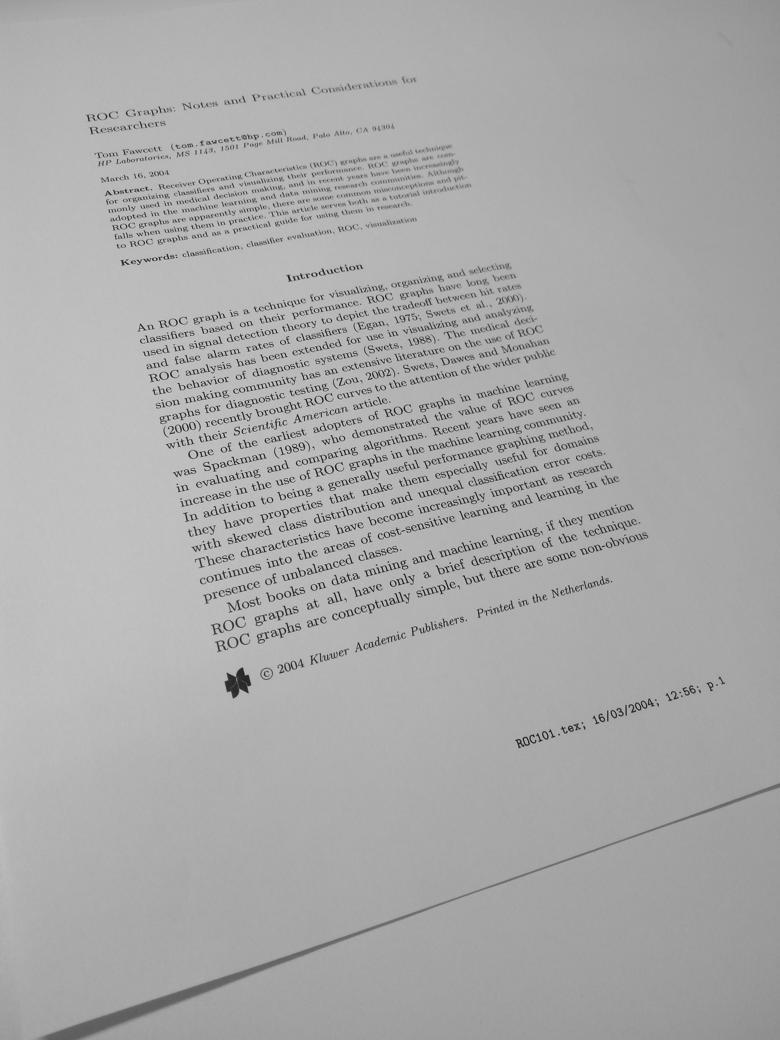 ROC Graphs: Notes and Practical Considerations for
Researchers
Tom Fawcett (tom.fawcett@hp.com)
HP Laboratories, MS 1143, 1501 Page Mill Road, Palo Alto, CA 94304
March 16, 2004
Abstract. Receiver Operating Characteristics (ROC) graphs are a useful technique
for organizing classifiers and visualizing their performance. ROC graphs are com-
monly used in medical decision making, and in recent years have been increasingly
adopted in the machine learning and data mining research communities. Although
ROC graphs are apparently simple, there are some common misconceptions and pit-
falls when using them in practice. This article serves both as a tutorial introduction
to ROC graphs and as a practical guide for using them in research.
Keywords: classification, classifier evaluation, ROC, visualization
Introduction
An ROC graph is a technique for visualizing, organizing and selecting
classifiers based on their performance. ROC graphs have long been
used in signal detection theory to depict the tradeoff between hit rates
and false alarm rates of classifiers (Egan, 1975; Swets et al., 2000).
ROC analysis has been extended for use in visualizing and analyzing
the behavior of diagnostic systems (Swets, 1988). The medical deci-
sion making community has an extensive literature on the use of ROC
graphs for diagnostic testing (Zou, 2002). Swets, Dawes and Monahan
(2000) recently brought ROC curves to the attention of the wider public
with their Scientific American article.
One of the earliest adopters of ROC graphs in machine learning
was Spackman (1989), who demonstrated the value of ROC curves
in evaluating and comparing algorithms. Recent years have seen an
increase in the use of ROC graphs in the machine learning community.
In addition to being a generally useful performance graphing method,
they have properties that make them especially useful for domains
with skewed class distribution and unequal classification error costs.
These characteristics have become increasingly important as research
continues into the areas of cost-sensitive learning and learning in the
presence of unbalanced classes.
Most books on data mining and machine learning, if they mention
ROC graphs at all, have only a brief description of the technique.
ROC graphs are conceptually simple, but there are some non-obvious
© 2004 Kluwer Academic Publishers. Printed in the Netherlands.
ROC101.tex; 16/03/2004; 12:56; p.1